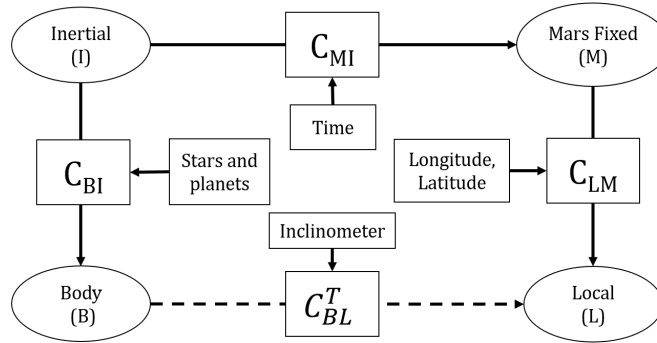 Inertial
(I)
C_MI
Mars Fixed
(M)
Time
C_BI
Stars and
planets
Longitude,
Latitude
C_LM
Inclinometer
Body
(B)
C_BL^T
Local
(L)